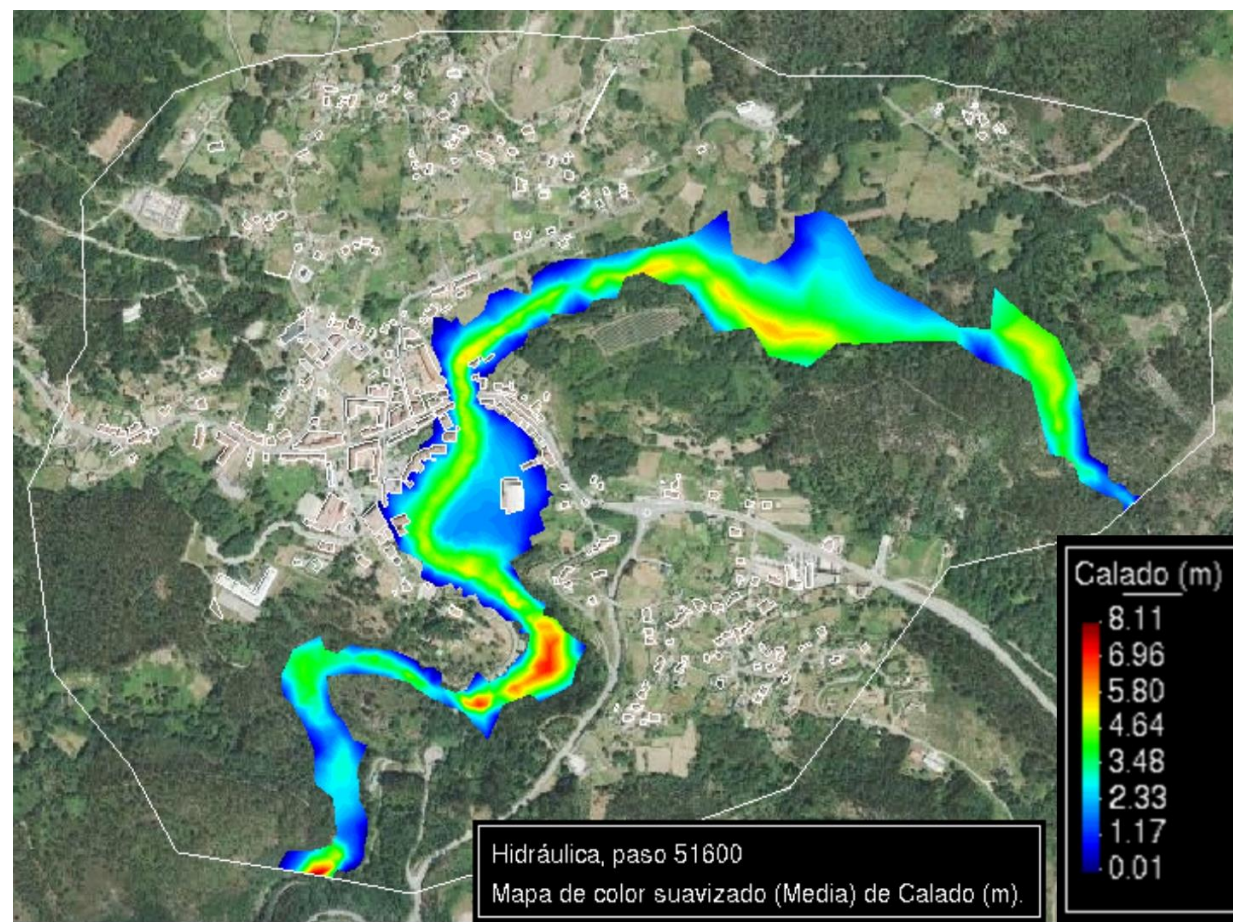 Calado (m)
8.11
6.96
5.80
4.64
3.48
2.33
1.17
0.01
Hidráulica, paso 51600
Mapa de color suavizado (Media) de Calado (m).